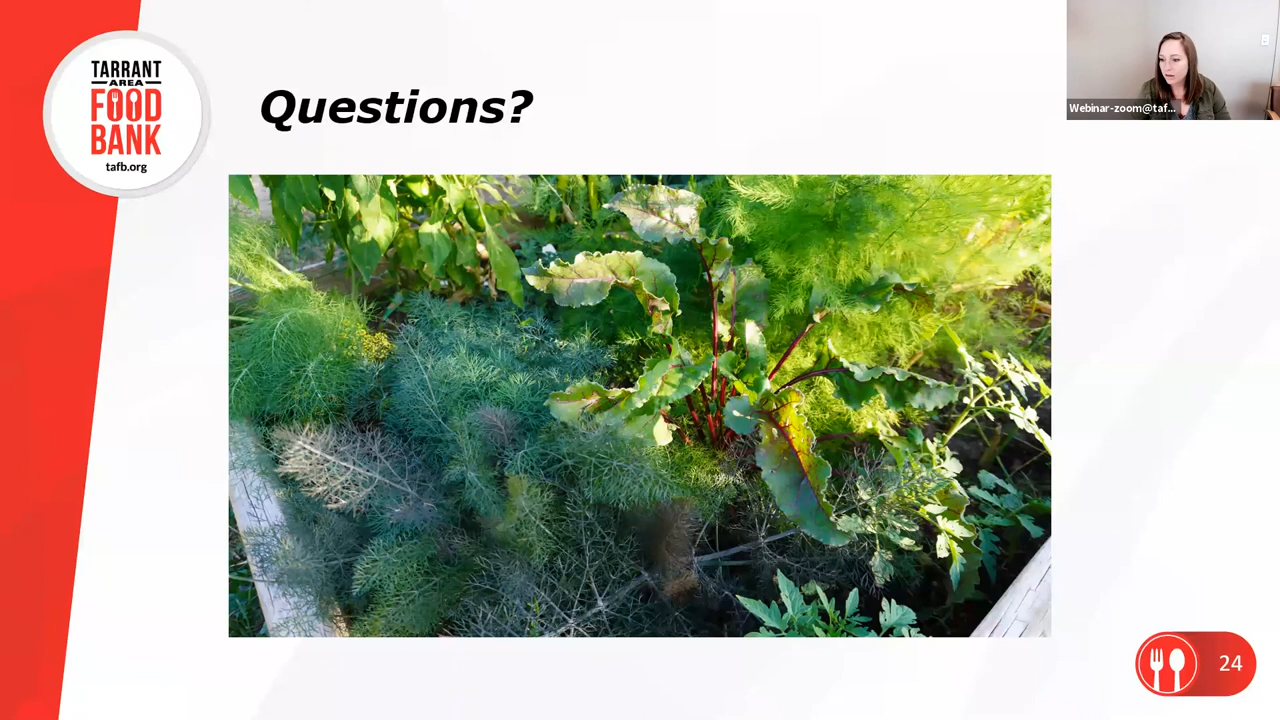 TARRANT
AREA
FOOD
BANK
tafb.org
Questions?
Webinar-zoom@taf...
24